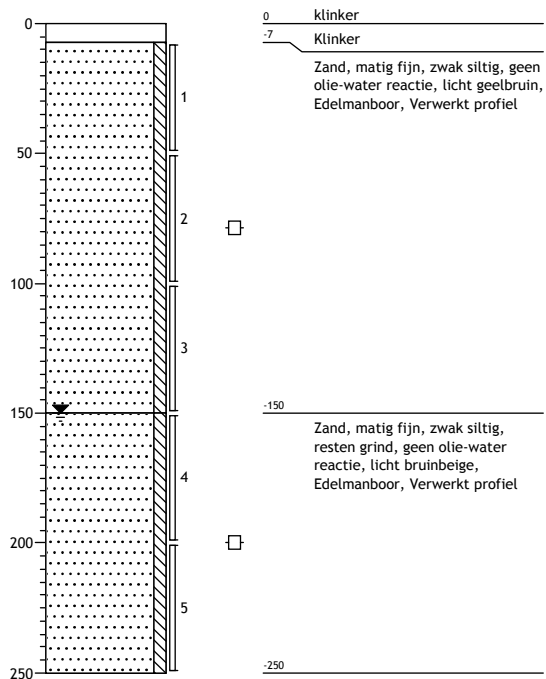 0
50
100
150
200
250
1
2
3
4
5
0 klinker
-7 Klinker
Zand, matig fijn, zwak siltig, geen
olie-water reactie, licht geelbruin,
Edelmanboor, Verwerkt profiel
-150
Zand, matig fijn, zwak siltig,
resten grind, geen olie-water
reactie, licht bruinbeige,
Edelmanboor, Verwerkt profiel
-250